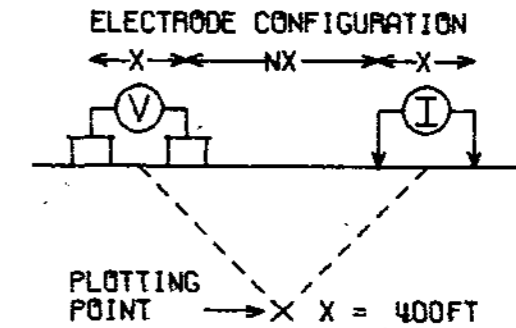 ELECTRODE CONFIGURATION
X NX X
V I
PLOTTING
POINT X X = 400FT